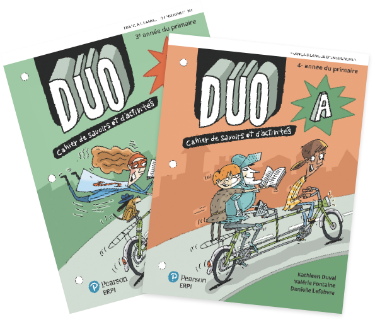 3e année du primaire
DUO
Cahier de savoirs et d'activités
Pearson
ERPI
4e année du primaire
DUO
A
Cahier de savoirs et d'activités
Pearson
ERPI
Kathleen Duval
Valérie Fontaine
Danielle Lefebvre